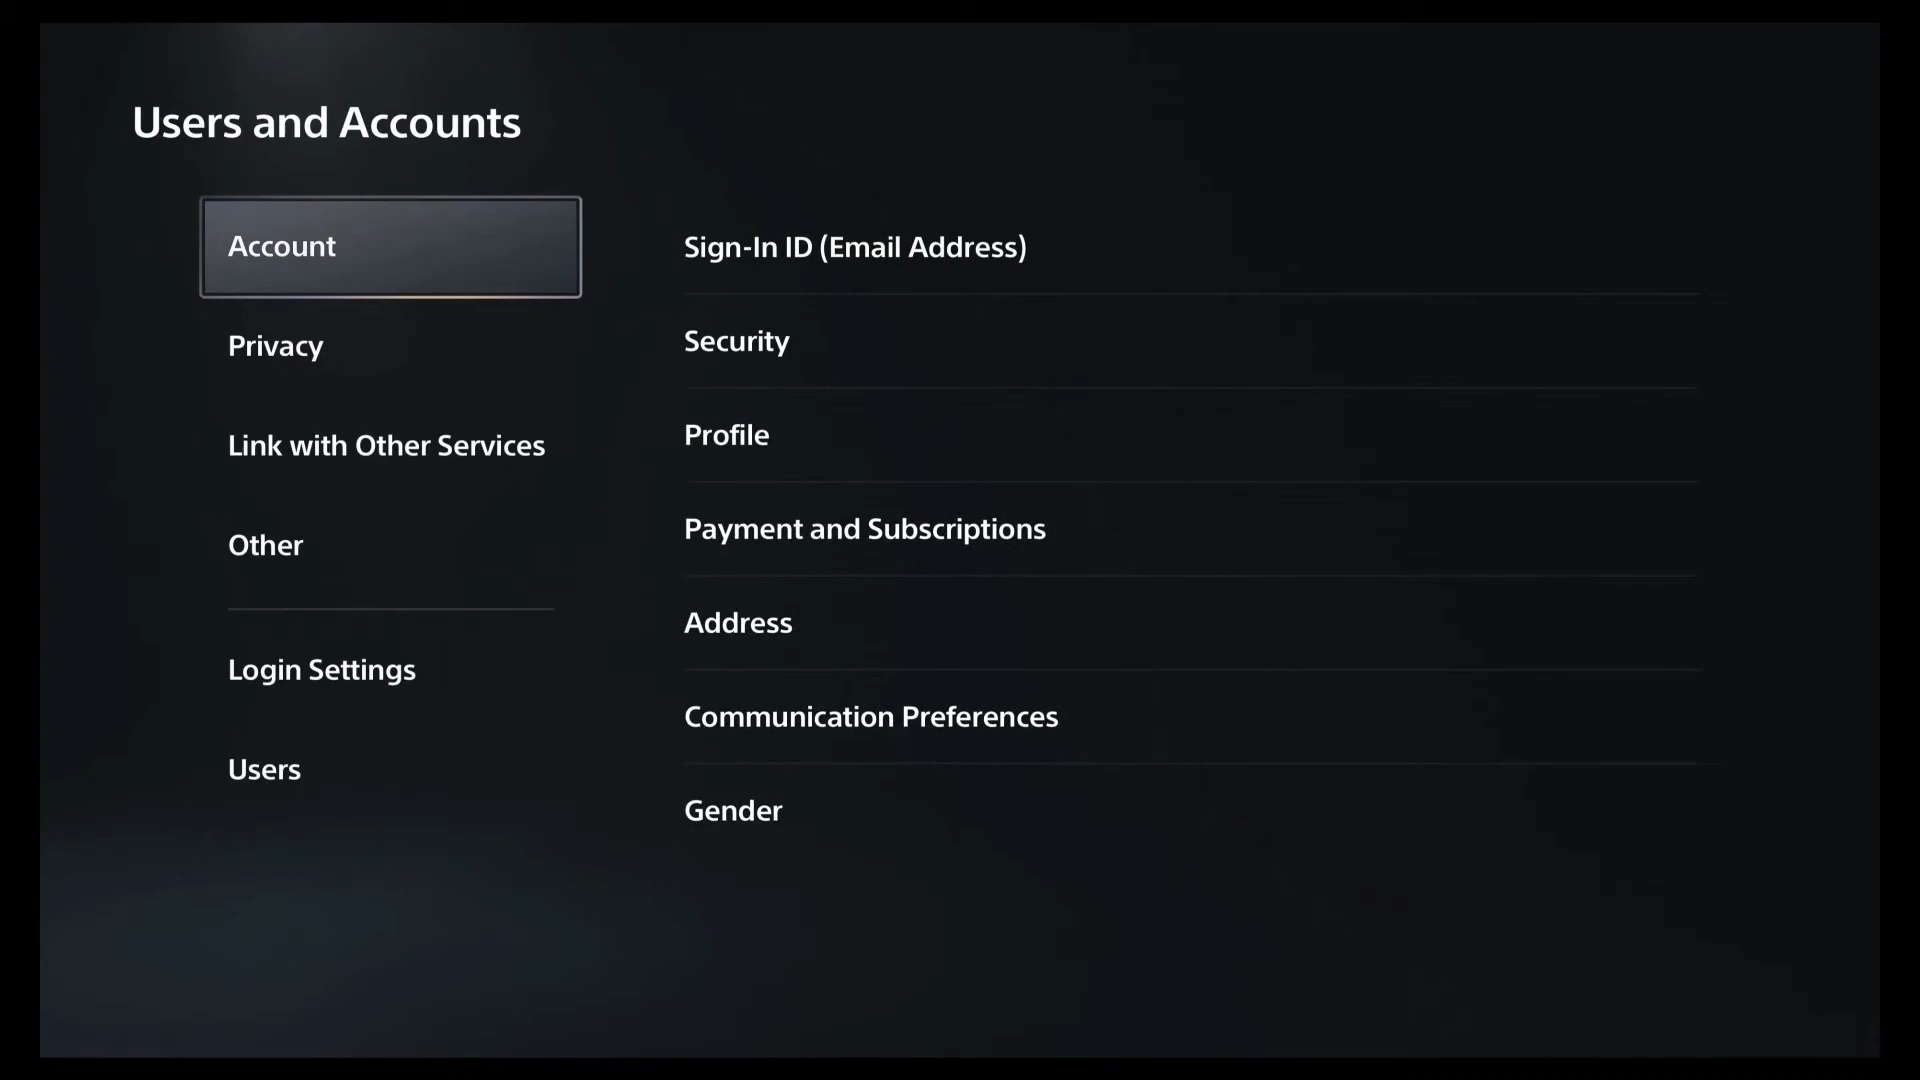 Users and Accounts
Account
Privacy
Link with Other Services
Other
Login Settings
Users
Sign-In ID (Email Address)
Security
Profile
Payment and Subscriptions
Address
Communication Preferences
Gender